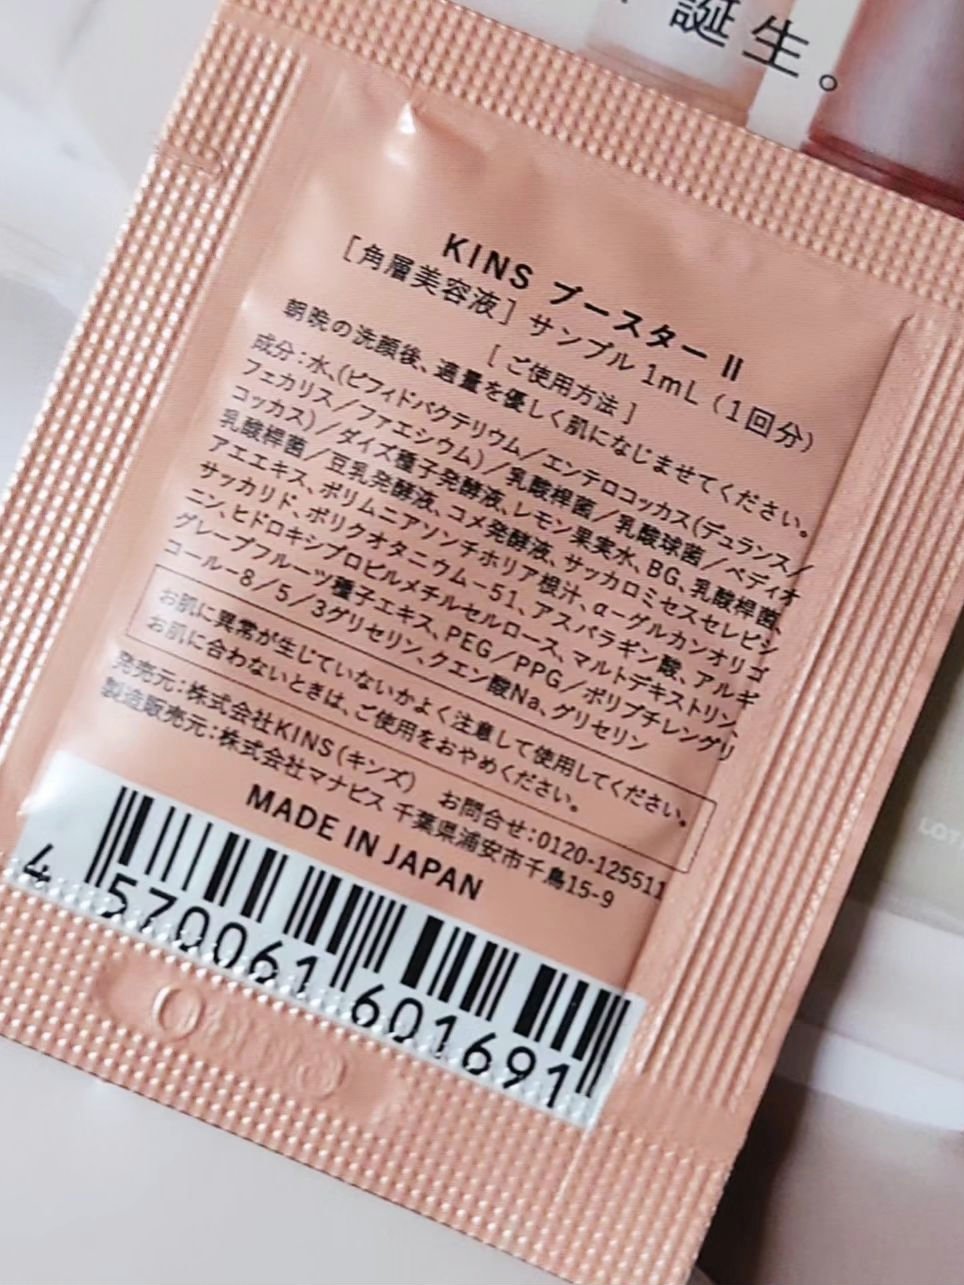 誕生。
KINS ブースター II
[角層美容液] サンプル 1mL (1回分)
[ご使用方法]
朝晩の洗顔後、適量を優しく肌になじませてください。
成分:水、(ビフィドバクテリウム/エンテロコッカス(デュランス/
フェカリス/フアエシウム)/乳酸桿菌/乳酸球菌/ペディオ
コッカス)/ダイズ種子発酵液、レモン果実水、BG、乳酸桿菌、
乳酸桿菌/豆乳発酵液、コメ発酵液、サッカロミセスセレビシ
アエエキス、ポリムニアソンチホリア根汁、α-グルカンオリゴ
サッカリド、ポリクオタニウム-51、アスパラギン酸、アルギ
ニン、ヒドロキシプロピルメチルセルロース、マルトデキストリン、
グレープフルーツ種子エキス、PEG/PPG/ポリブチレングリ
コール-8/5/3グリセリン、クエン酸Na、グリセリン
お肌に異常が生じていないかよく注意して使用してください。
お肌に合わないときは、ご使用をおやめください。
発売元:株式会社KINS(キンズ) お問合せ:0120-125511
製造販売元:株式会社マナビス 千葉県浦安市千鳥15-9
MADE IN JAPAN
4 570061 601691